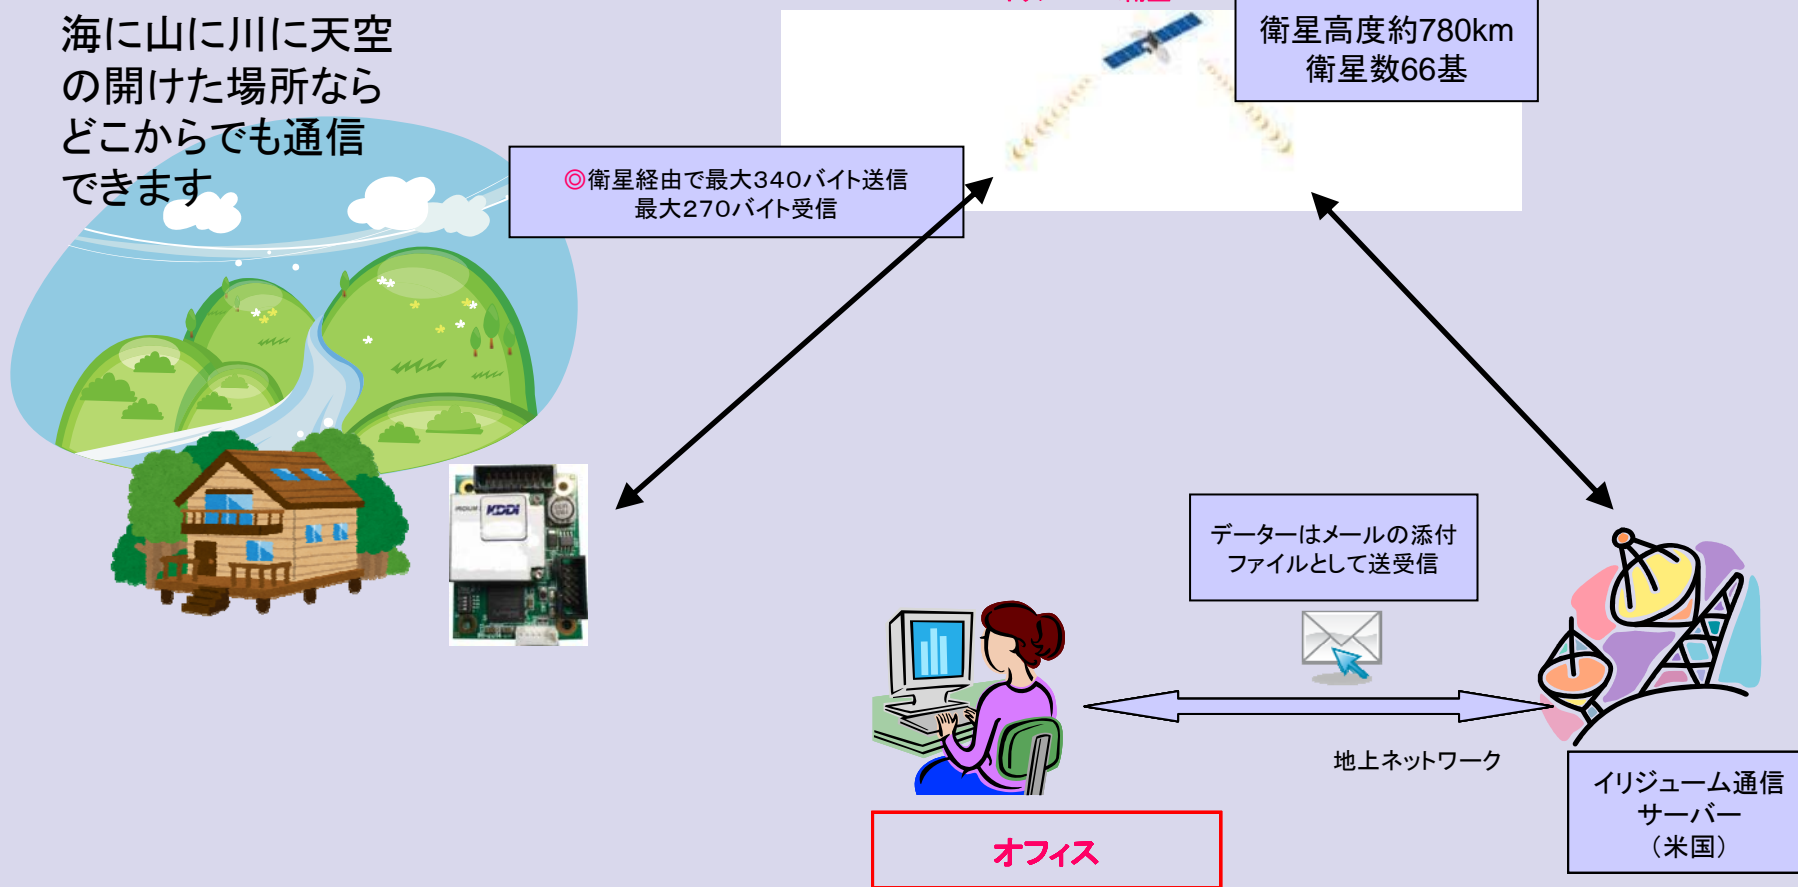 海に山に川に天空
の開けた場所なら
どこからでも通信
できます
衛星高度約780km
衛星数66基
◎衛星経由で最大340バイト送信
最大270バイト受信
KDDI
データーはメールの添付
ファイルとして送受信
地上ネットワーク
イリジューム通信
サーバー
(米国)
オフィス